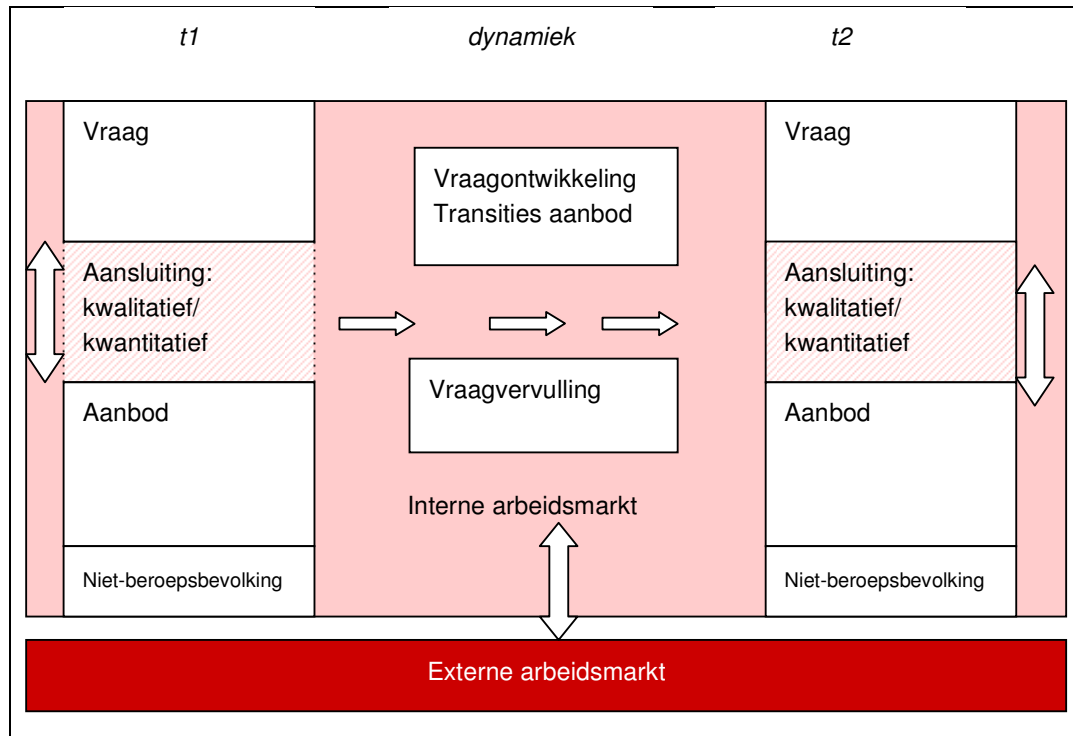 t1
dynamiek
t2
Vraag
Aansluiting:
kwalitatief/
kwantitatief
Aanbod
Niet-beroepsbevolking
Vraagontwikkeling
Transities aanbod
Vraagvervulling
Interne arbeidsmarkt
Vraag
Aansluiting:
kwalitatief/
kwantitatief
Aanbod
Niet-beroepsbevolking
Externe arbeidsmarkt